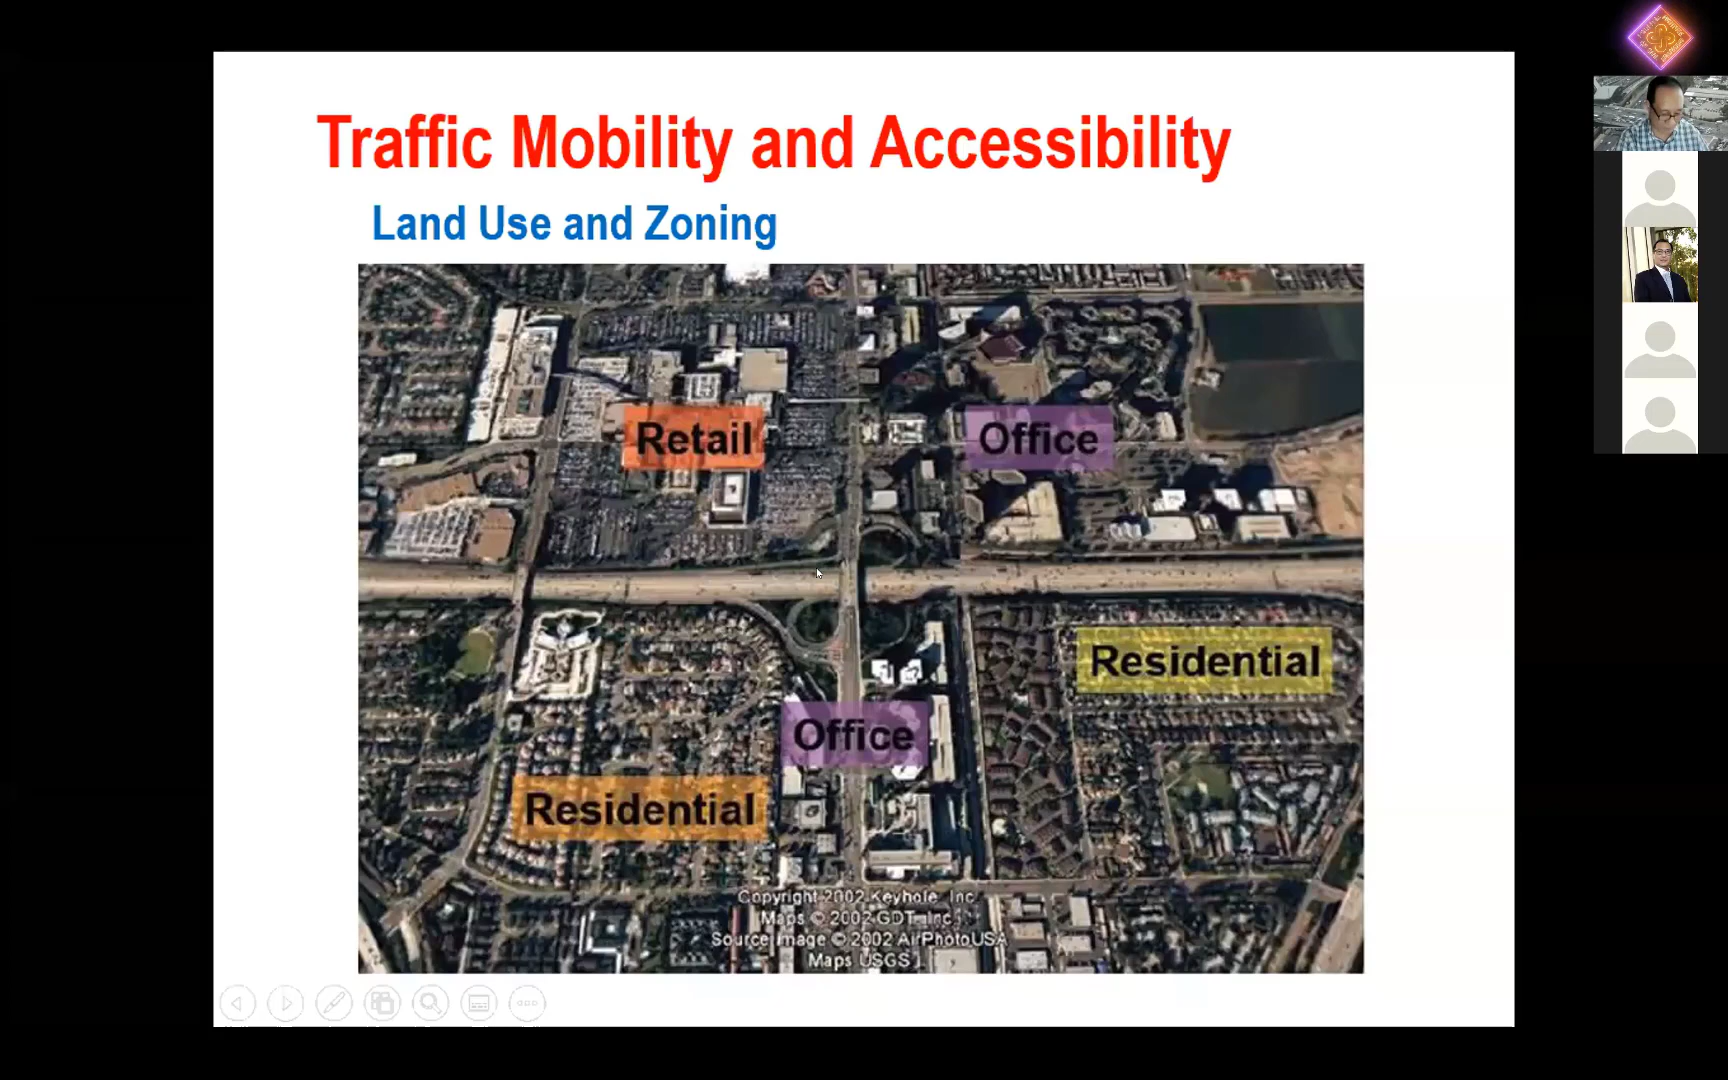 Traffic Mobility and Accessibility
Land Use and Zoning
Retail
Office
Residential
Office
Residential
Copyright 2002 Keyhole, Inc.
Maps © 2002 GDT, Inc.
Source Image © 2002 AirPhotoUSA
Maps USGS